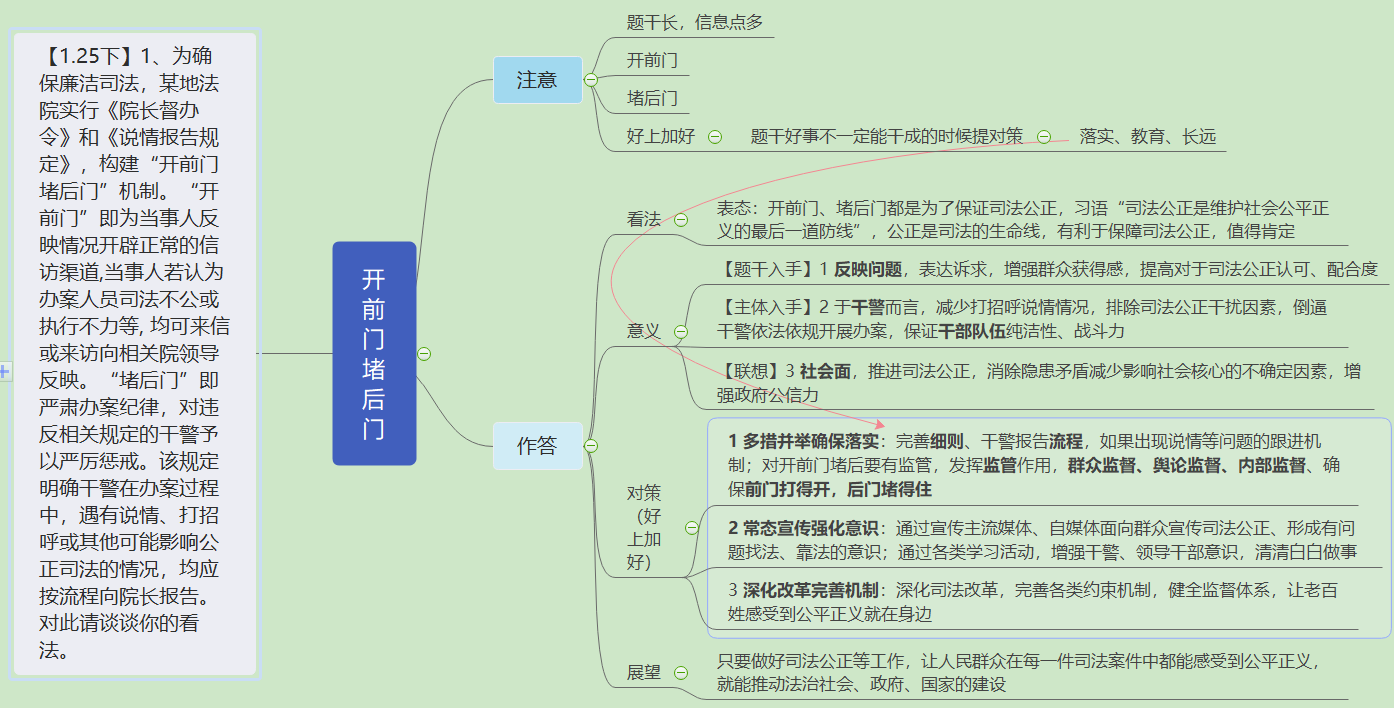 【1.25下】1、为确
保廉洁司法，某地法
院实行《院长督办
令》和《说情报告规
定》，构建“开前门
堵后门”机制。“开
前门”即为当事人反
映情况开辟正常的信
访渠道,当事人若认为
办案人员司法不公或
执行不力等, 均可来信
或来访向相关院领导
反映。“堵后门”即
严肃办案纪律，对违
反相关规定的干警予
以严厉惩戒。该规定
明确干警在办案过程
中，遇有说情、打招
呼或其他可能影响公
正司法的情况，均应
按流程向院长报告。
对此请谈谈你的看
法。
开
前
门
堵
后
门
注意
题干长，信息点多
开前门
堵后门
好上加好
题干好事不一定能干成的时候提对策
落实、教育、长远
作答
看法
表态：开前门、堵后门都是为了保证司法公正，习语“司法公正是维护社会公平正
义的最后一道防线”，公正是司法的生命线，有利于保障司法公正，值得肯定
意义
【题干入手】1 反映问题，表达诉求，增强群众获得感，提高对于司法公正认可、配合度
【主体入手】2 于干警而言，减少打招呼说情情况，排除司法公正干扰因素，倒逼
干警依法依规开展办案，保证干部队伍纯洁性、战斗力
【联想】3 社会面，推进司法公正，消除隐患矛盾减少影响社会核心的不确定因素，增
强政府公信力
对策
（好
上加
好）
1 多措并举确保落实：完善细则、干警报告流程，如果出现说情等问题的跟进机
制；对开前门堵后要有监管，发挥监管作用，群众监督、舆论监督、内部监督、确
保前门打得开，后门堵得住
2 常态宣传强化意识：通过宣传主流媒体、自媒体面向群众宣传司法公正、形成有问
题找法、靠法的意识；通过各类学习活动，增强干警、领导干部意识，清清白白做事
3 深化改革完善机制：深化司法改革，完善各类约束机制，健全监督体系，让老百
姓感受到公平正义就在身边
展望
只要做好司法公正等工作，让人民群众在每一件司法案件中都能感受到公平正义，
就能推动法治社会、政府、国家的建设